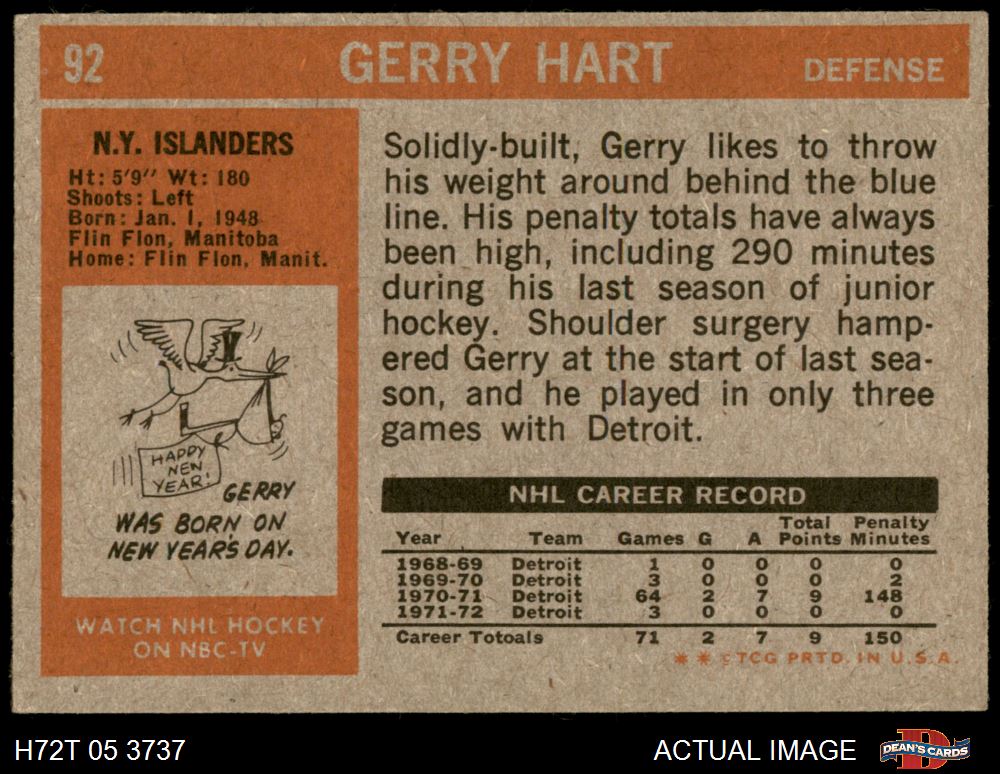 92 GERRY HART DEFENSE
N.Y. ISLANDERS
Ht: 5'9" Wt: 180
Shoots: Left
Born: Jan. 1, 1948
Flin Flon, Manitoba
Home: Flin Flon, Manit.
HAPPY
NEW
YEAR!
GERRY
WAS BORN ON
NEW YEAR'S DAY.
WATCH NHL HOCKEY
ON NBC-TV
Solidly-built, Gerry likes to throw
his weight around behind the blue
line. His penalty totals have always
been high, including 290 minutes
during his last season of junior
hockey. Shoulder surgery hamp-
ered Gerry at the start of last sea-
son, and he played in only three
games with Detroit.
NHL CAREER RECORD
Total Penalty
Year Team Games G A Points Minutes
1968-69 Detroit 1 0 0 0 0
1969-70 Detroit 3 0 0 0 2
1970-71 Detroit 64 2 7 9 148
1971-72 Detroit 3 0 0 0 0
Career Totoals 71 2 7 9 150
* * ©TCG PRTD. IN U.S.A.
H72T 05 3737 ACTUAL IMAGE DEAN'S CARDS